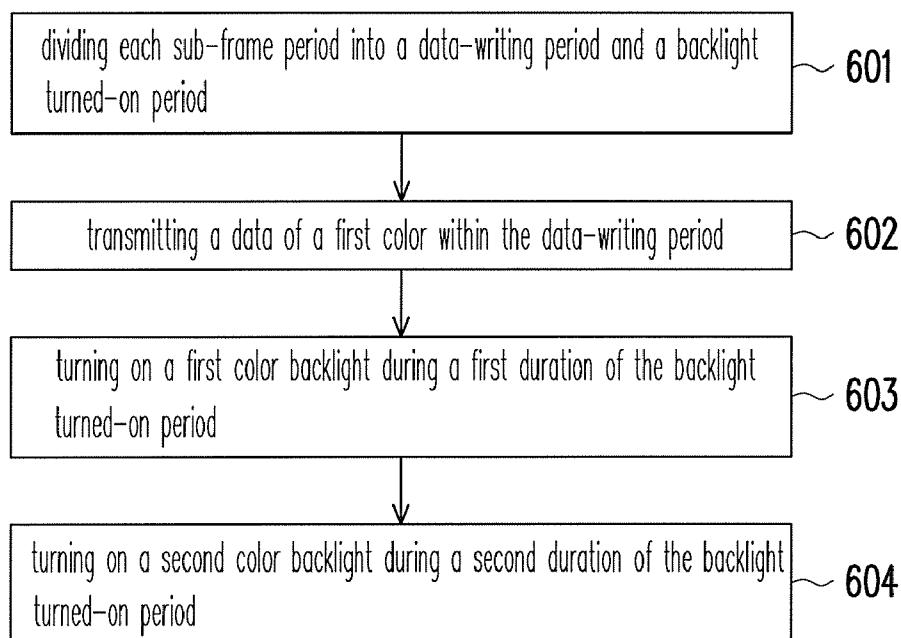 dividing each sub-frame period into a data-writing period and a backlight
turned-on period
601
transmitting a data of a first color within the data-writing period
602
turning on a first color backlight during a first duration of the backlight
turned-on period
603
turning on a second color backlight during a second duration of the backlight
turned-on period
604